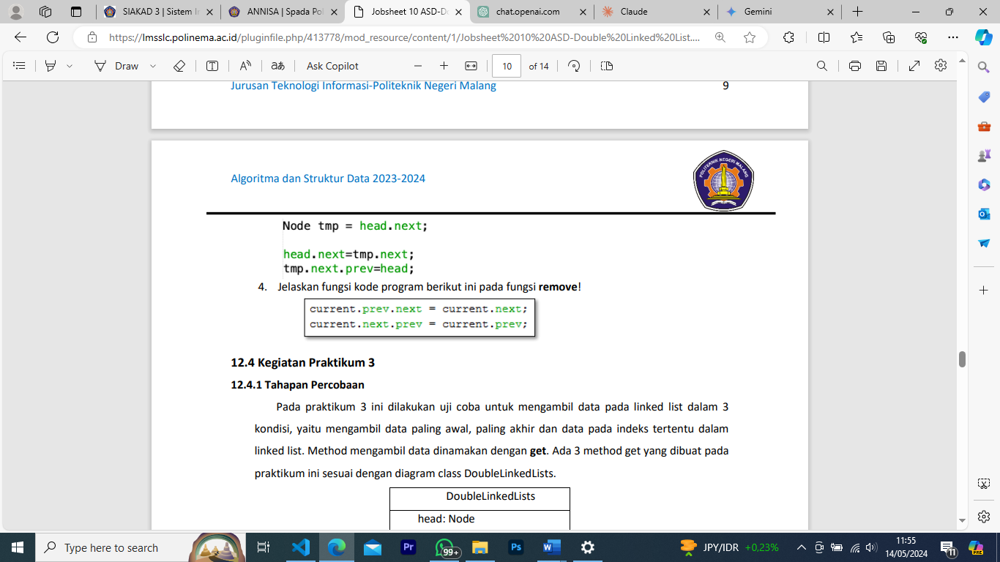 SIAKAD 3 | Sistem In
ANNISA | Spada Pol
Jobsheet 10 ASD-Do
chat.openai.com
Claude
Gemini
https://lmsslc.polinema.ac.id/pluginfile.php/413778/mod_resource/content/1/Jobsheet%2010%20ASD-Double%20Linked%20List....
Draw
Ask Copilot
10 of 14
Jurusan Teknologi Informasi-Politeknik Negeri Malang 9
Algoritma dan Struktur Data 2023-2024
POLITEKNIK NEGERI MALANG
Node tmp = head.next;
head.next=tmp.next;
tmp.next.prev=head;
4. Jelaskan fungsi kode program berikut ini pada fungsi remove!
current.prev.next = current.next;
current.next.prev = current.prev;
12.4 Kegiatan Praktikum 3
12.4.1 Tahapan Percobaan
Pada praktikum 3 ini dilakukan uji coba untuk mengambil data pada linked list dalam 3
kondisi, yaitu mengambil data paling awal, paling akhir dan data pada indeks tertentu dalam
linked list. Method mengambil data dinamakan dengan get. Ada 3 method get yang dibuat pada
praktikum ini sesuai dengan diagram class DoubleLinkedLists.
DoubleLinkedLists
head: Node
Type here to search
Pr
99+
Ps
JPY/IDR +0,23%
11:55
14/05/2024
11
PRE